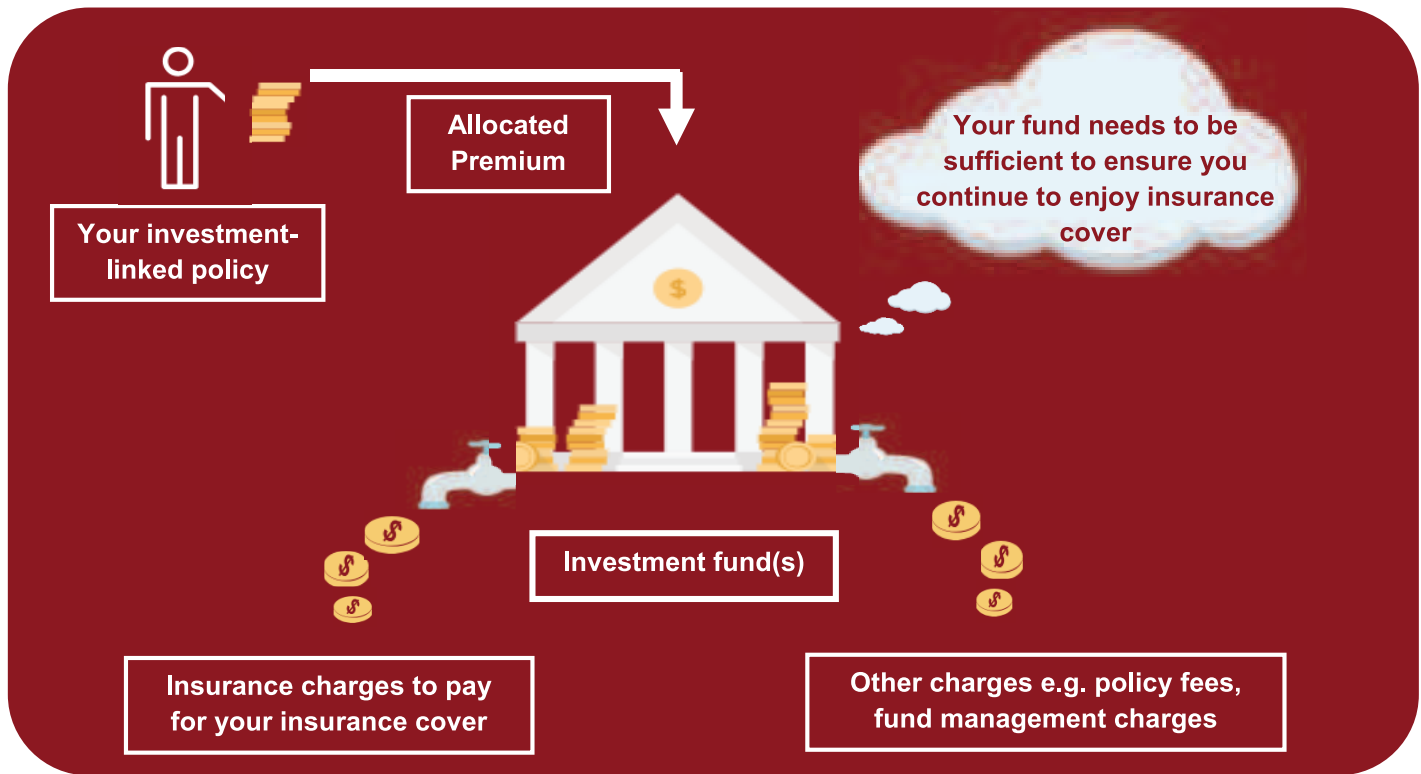 Allocated
Premium
Your fund needs to be
sufficient to ensure you
continue to enjoy insurance
cover
Your investment-
linked policy
$
Investment fund(s)
$
$
$
$
$
$
Insurance charges to pay
for your insurance cover
Other charges e.g. policy fees,
fund management charges